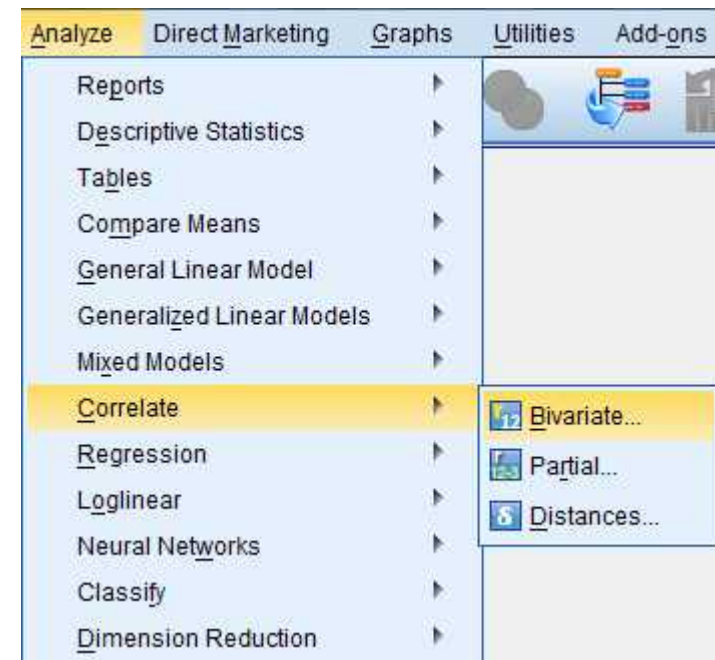 Analyze Direct Marketing Graphs Utilities Add-ons
Reports
Descriptive Statistics
Tables
Compare Means
General Linear Model
Generalized Linear Models
Mixed Models
Correlate
Bivariate...
Regression
Partial...
Loglinear
Distances...
Neural Networks
Classify
Dimension Reduction